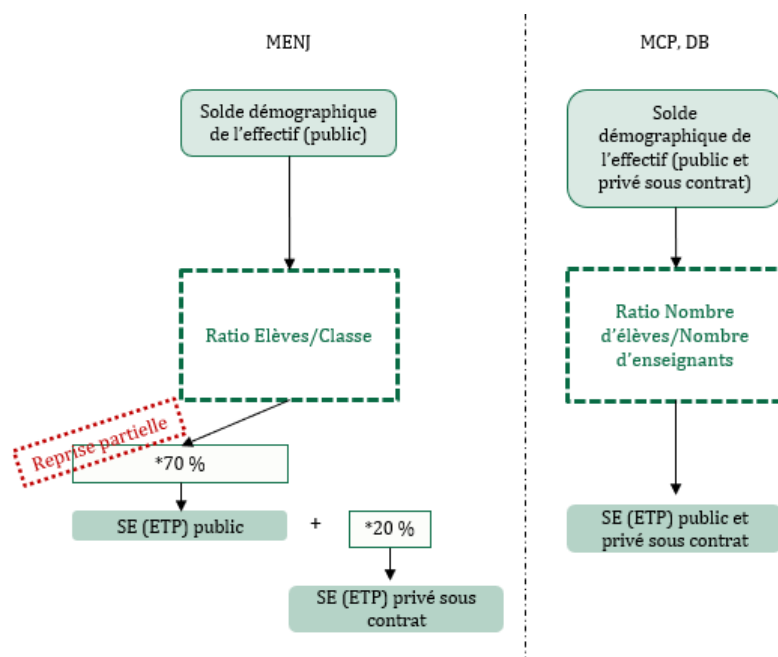 MENJ
Solde démographique
de l'effectif (public)
Ratio Elèves/Classe
Reprise partielle
*70 %
SE (ETP) public
+
*20 %
SE (ETP) privé sous
contrat
MCP, DB
Solde
démographique de
l'effectif (public et
privé sous contrat)
Ratio Nombre
d'élèves/Nombre
d'enseignants
SE (ETP) public et
privé sous contrat